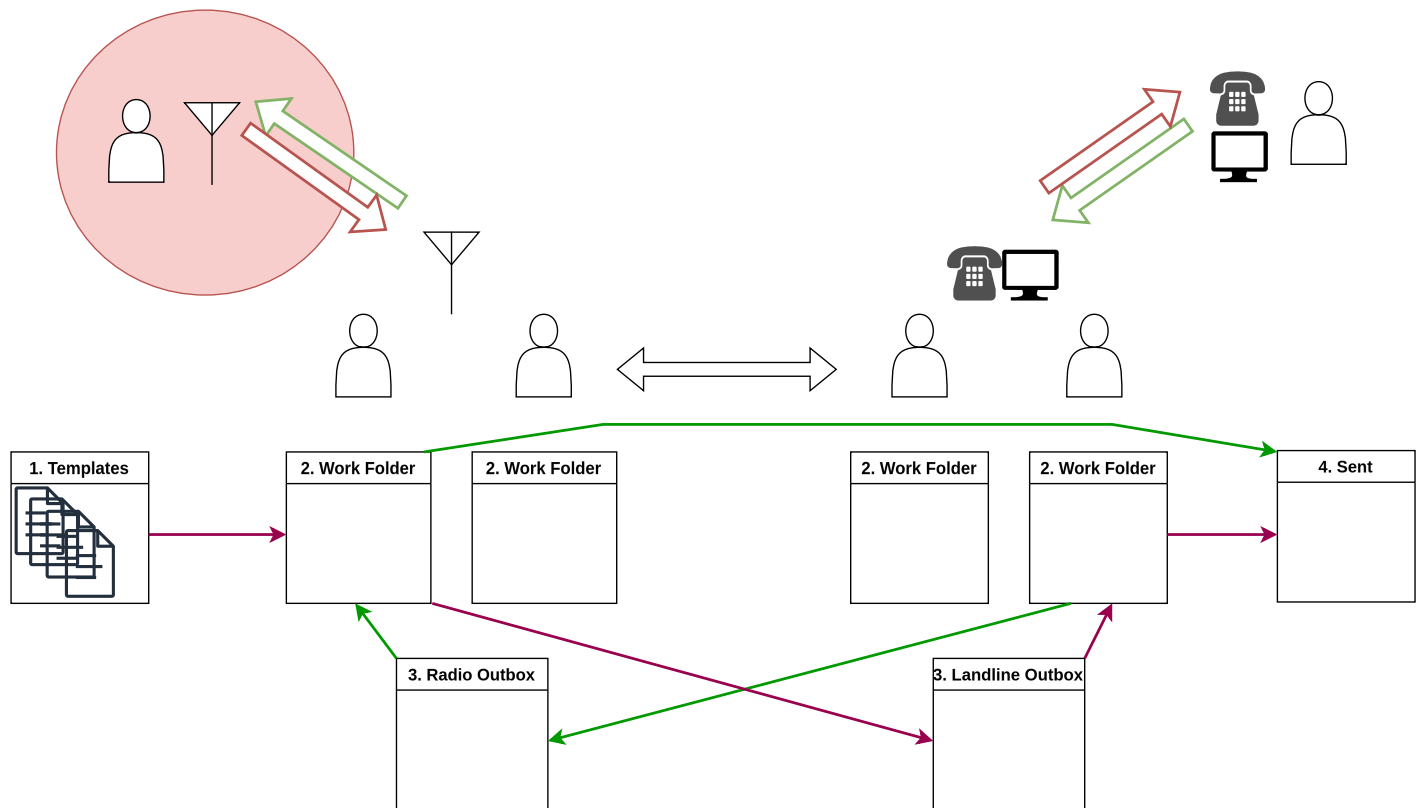 1. Templates
2. Work Folder
2. Work Folder
2. Work Folder
2. Work Folder
4. Sent
3. Radio Outbox
3. Landline Outbox